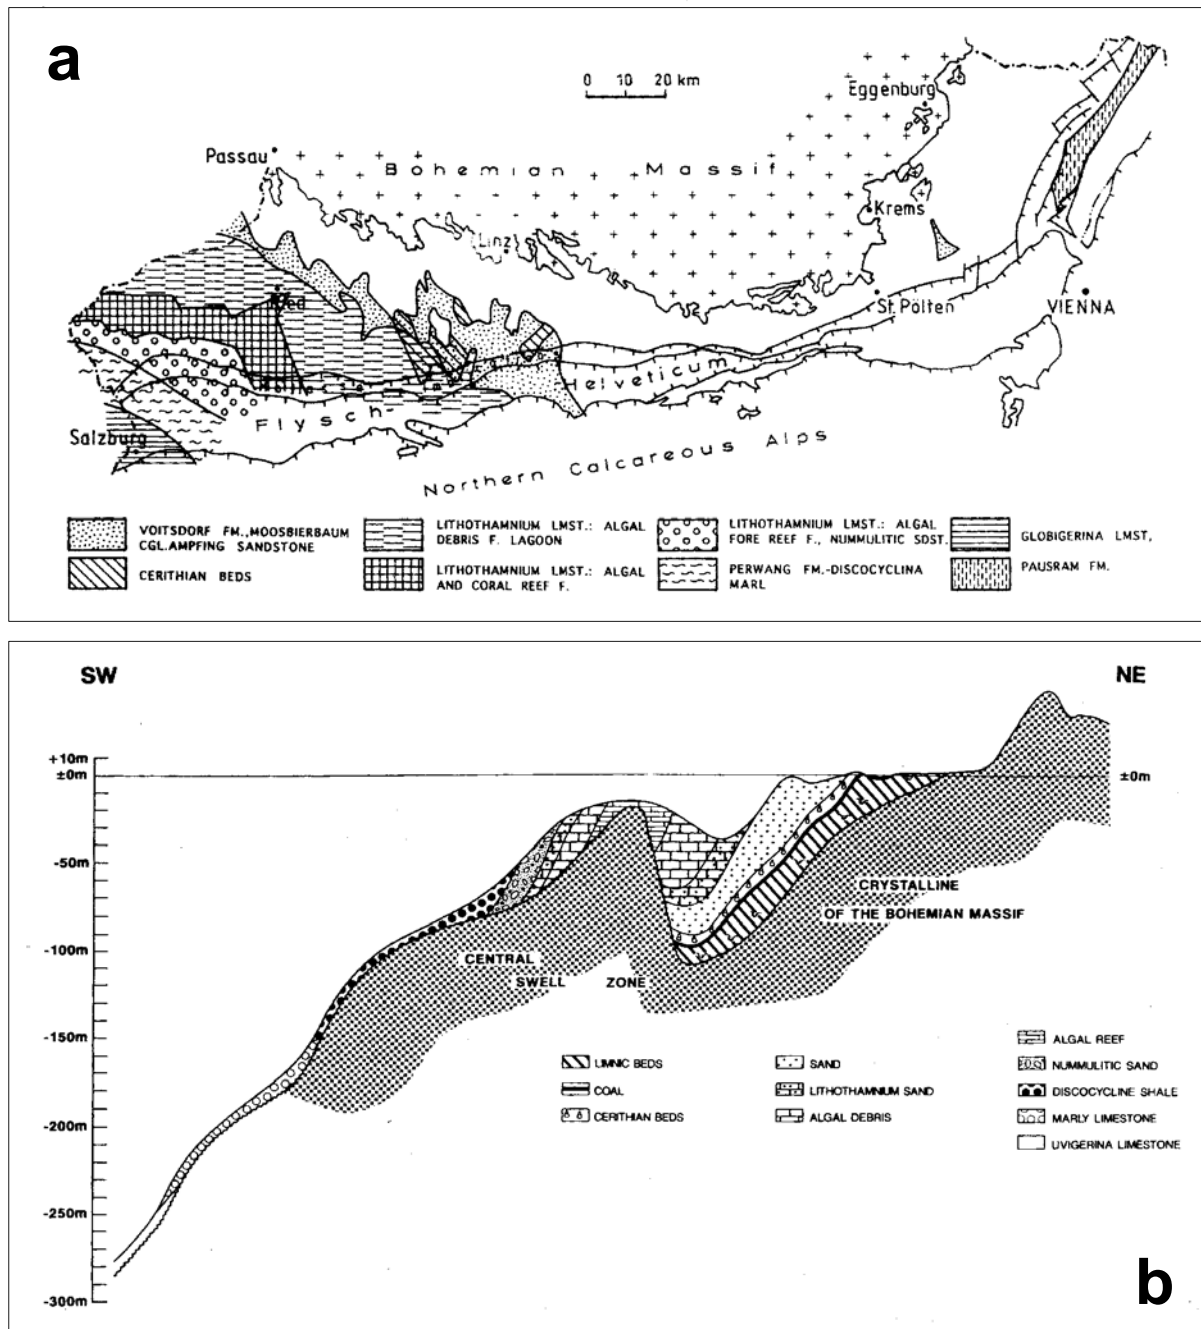 a
0 10 20 km
Eggenburg
Passau
Bohemian Massif
Krems
Linz
St. Pölten
VIENNA
Helveticum
Flysch-
Salzburg
Northern Calcareous Alps
VOITSDORF FM.,MOOSBIERBAUM
CGL.AMPFING SANDSTONE
LITHOTHAMNIUM LMST.: ALGAL
DEBRIS F. LAGOON
LITHOTHAMNIUM LMST.: ALGAL
FORE REEF F., NUMMULITIC SDST.
GLOBIGERINA LMST,
CERITHIAN BEDS
LITHOTHAMNIUM LMST.: ALGAL
AND CORAL REEF F.
PERWANG FM.-DISCOCYCLINA
MARL
PAUSRAM FM.
SW
NE
+10m
±0m
±0m
-50m
-100m
-150m
-200m
-250m
-300m
CRYSTALLINE
OF THE BOHEMIAN MASSIF
CENTRAL
SWELL ZONE
LIMNIC BEDS
COAL
CERITHIAN BEDS
SAND
LITHOTHAMNIUM SAND
ALGAL DEBRIS
ALGAL REEF
NUMMULITIC SAND
DISCOCYCLINE SHALE
MARLY LIMESTONE
UVIGERINA LIMESTONE
b